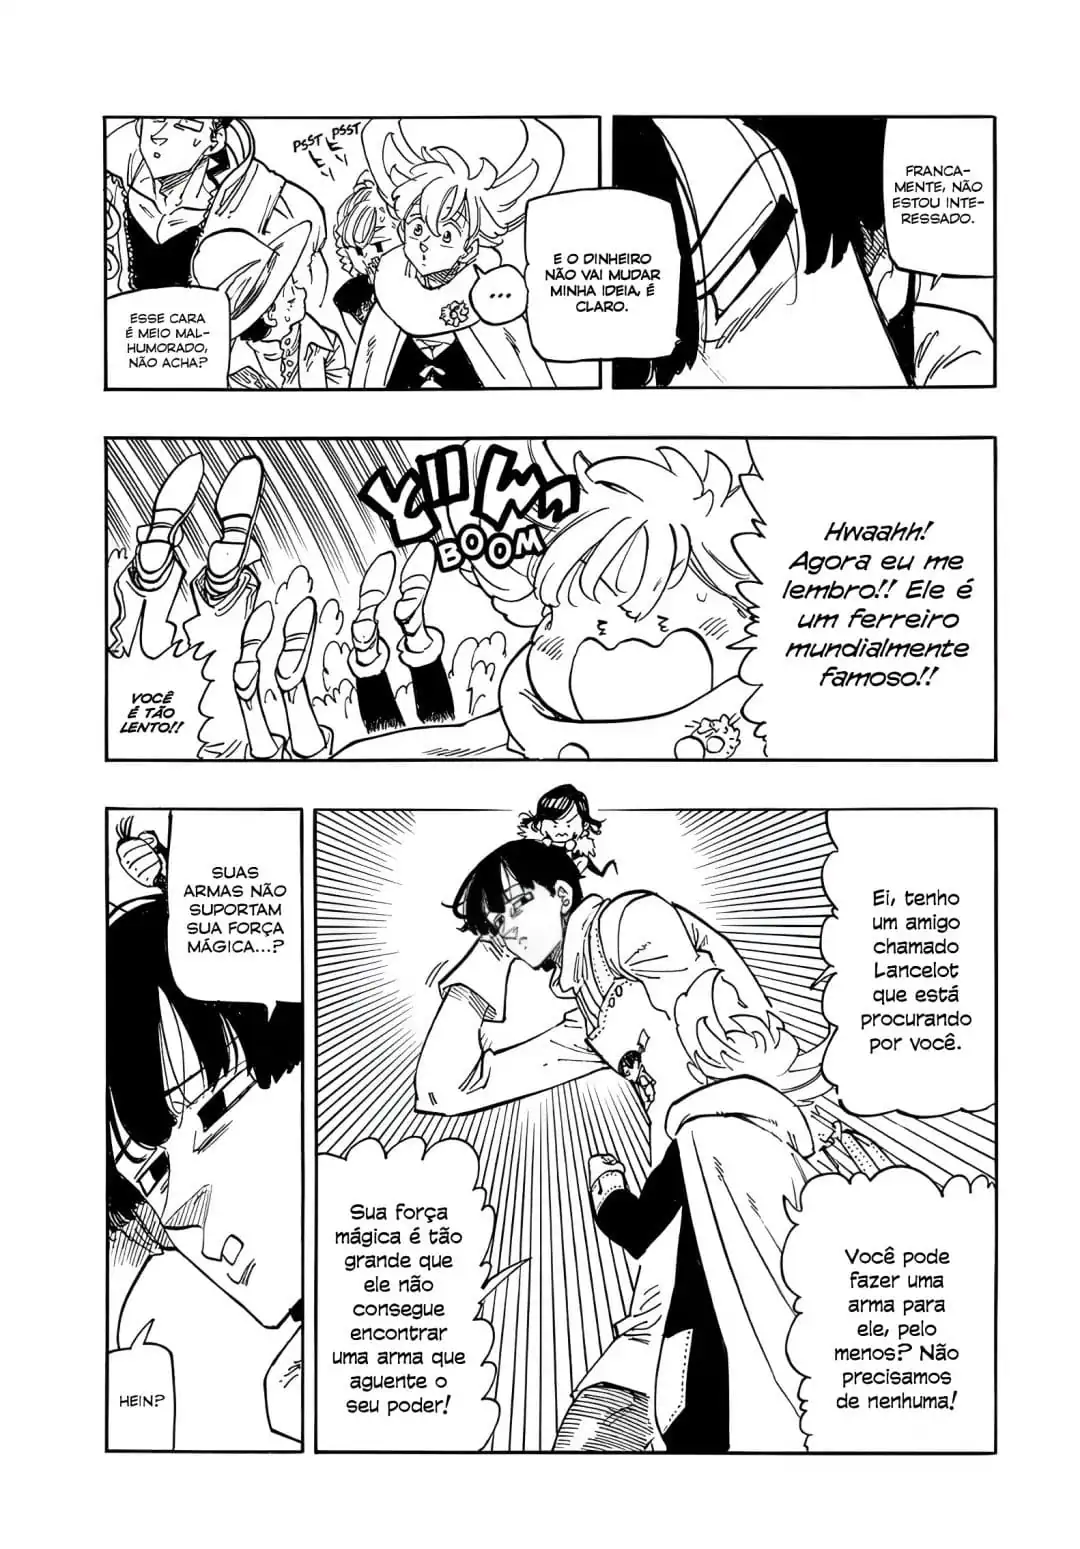 FRANCA-
MENTE, NÃO
ESTOU INTE-
RESSADO.
E O DINHEIRO
NÃO VAI MUDAR
MINHA IDEIA, É
CLARO.
...
PSST PSST
ESSE CARA
É MEIO MAL-
HUMORADO,
NÃO ACHA?
Hwaahh!
Agora eu me
lembro!! Ele é
um ferreiro
mundialmente
famoso!!
BOOM
VOCÊ
É TÃO
LENTO!!
Ei, tenho
um amigo
chamado
Lancelot
que está
procurando
por você.
Você pode
fazer uma
arma para
ele, pelo
menos? Não
precisamos
de nenhuma!
Sua força
mágica é tão
grande que
ele não
consegue
encontrar
uma arma que
aguente o
seu poder!
SUAS
ARMAS NÃO
SUPORTAM
SUA FORÇA
MÁGICA...?
HEIN?